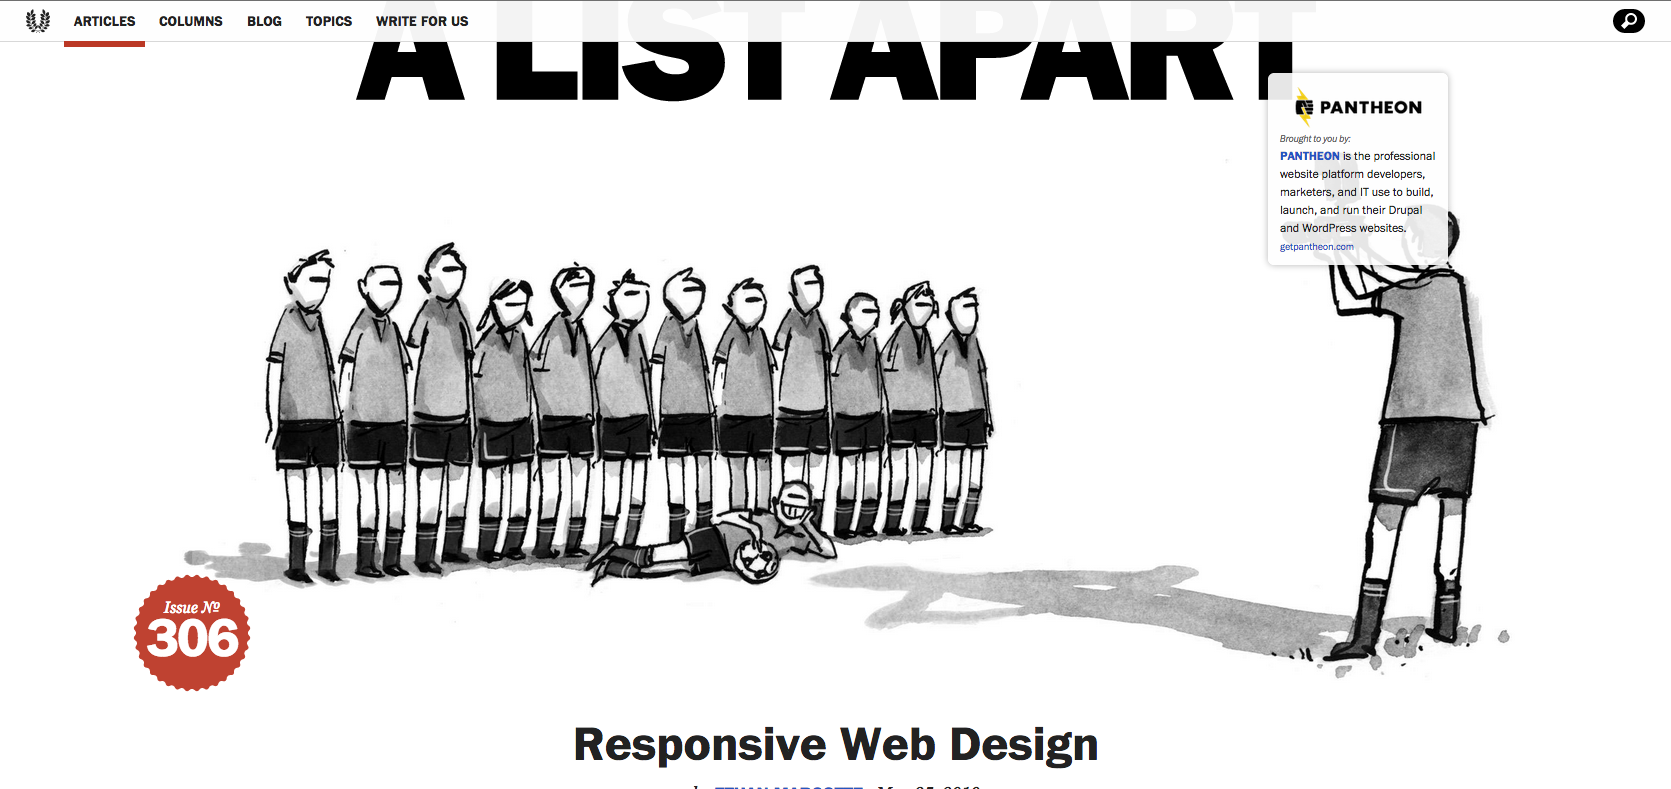 ARTICLES COLUMNS BLOG TOPICS WRITE FOR US
A LIST APART
PANTHEON
Brought to you by:
PANTHEON is the professional
website platform developers,
marketers, and IT use to build,
launch, and run their Drupal
and WordPress websites.
getpantheon.com
Issue Nº
306
Responsive Web Design